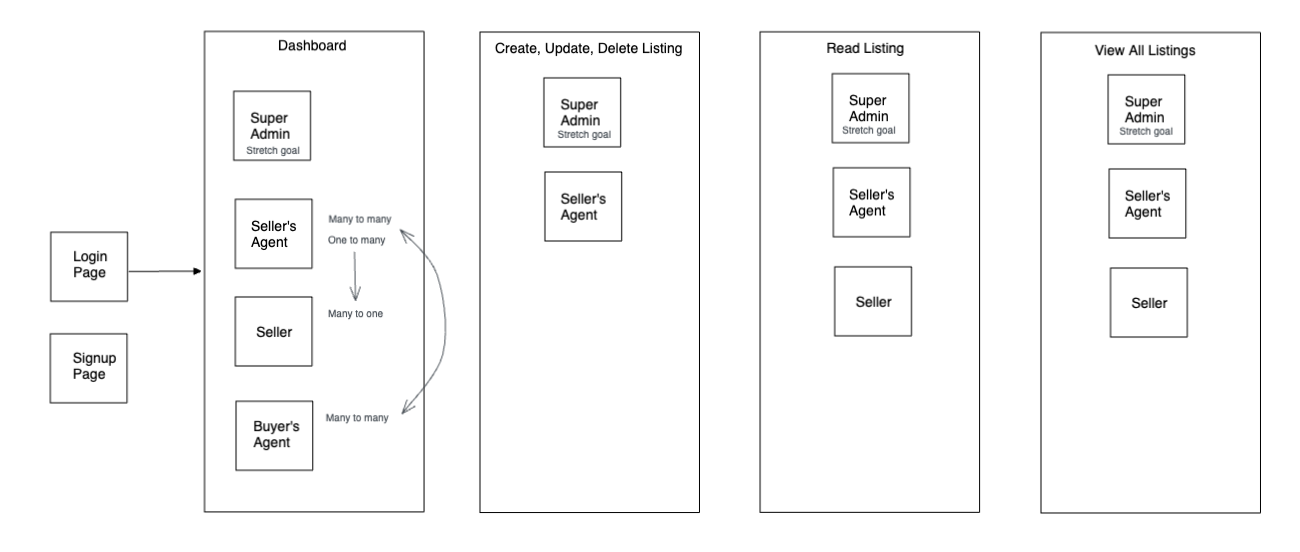 Login
Page
Signup
Page
Dashboard
Super
Admin
Stretch goal
Seller's
Agent
Many to many
One to many
Seller
Many to one
Buyer's
Agent
Many to many
Create, Update, Delete Listing
Super
Admin
Stretch goal
Seller's
Agent
Read Listing
Super
Admin
Stretch goal
Seller's
Agent
Seller
View All Listings
Super
Admin
Stretch goal
Seller's
Agent
Seller